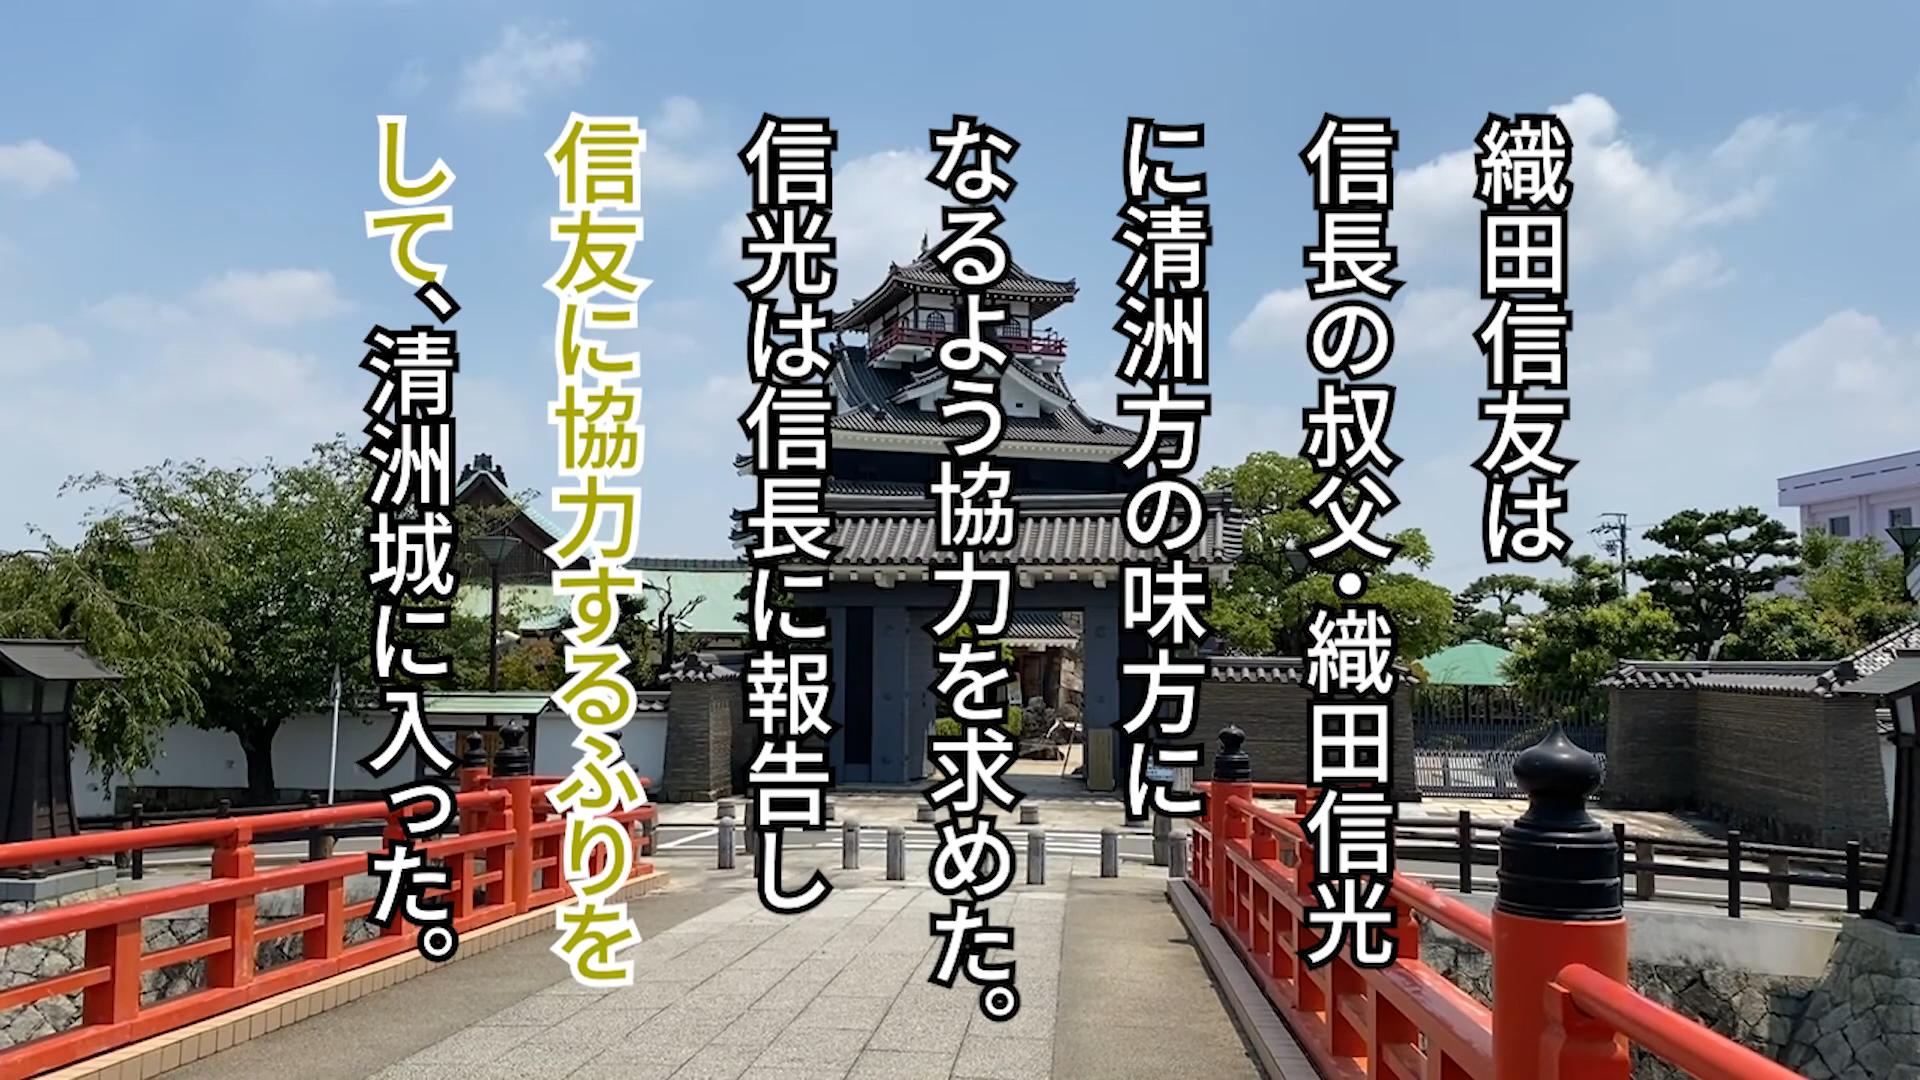 織田信友は
信長の叔父・織田信光
に清洲方の味方に
なるよう協力を求めた。
信光は信長に報告し
信友に協力するふりを
して、清洲城に入った。